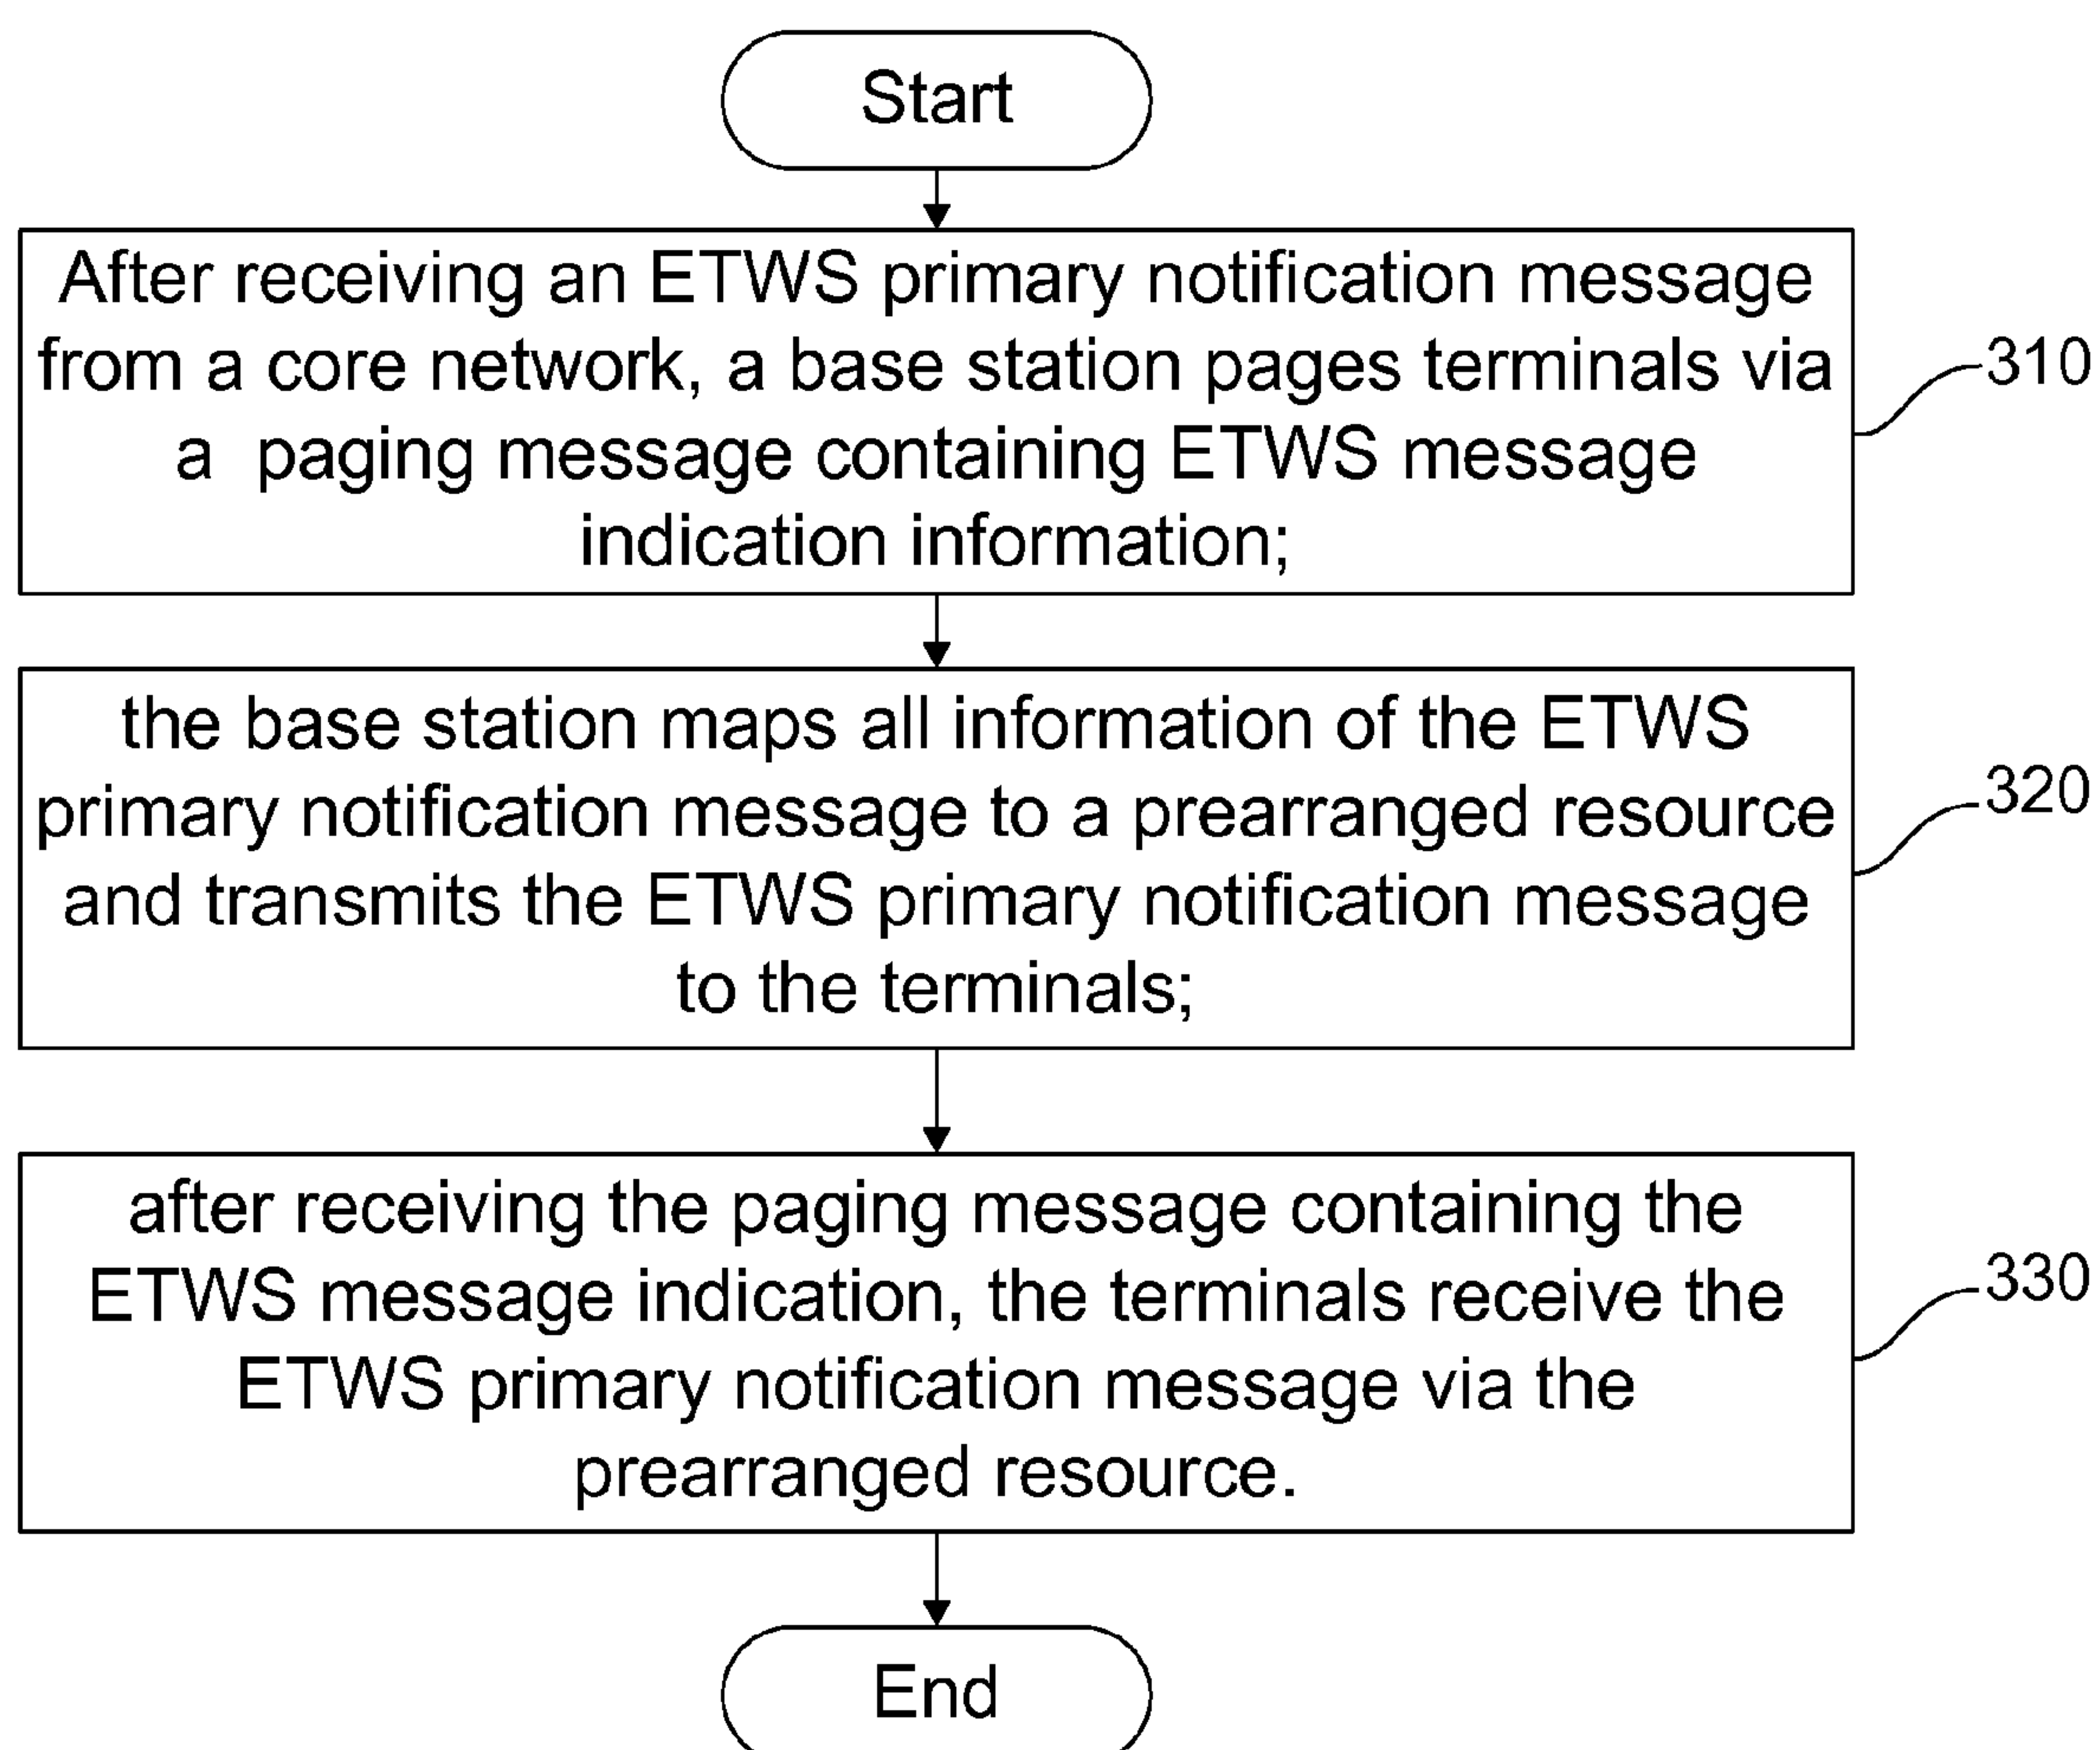 Start
After receiving an ETWS primary notification message
from a core network, a base station pages terminals via
a paging message containing ETWS message
indication information;
310
the base station maps all information of the ETWS
primary notification message to a prearranged resource
and transmits the ETWS primary notification message
to the terminals;
320
after receiving the paging message containing the
ETWS message indication, the terminals receive the
ETWS primary notification message via the
prearranged resource.
330
End